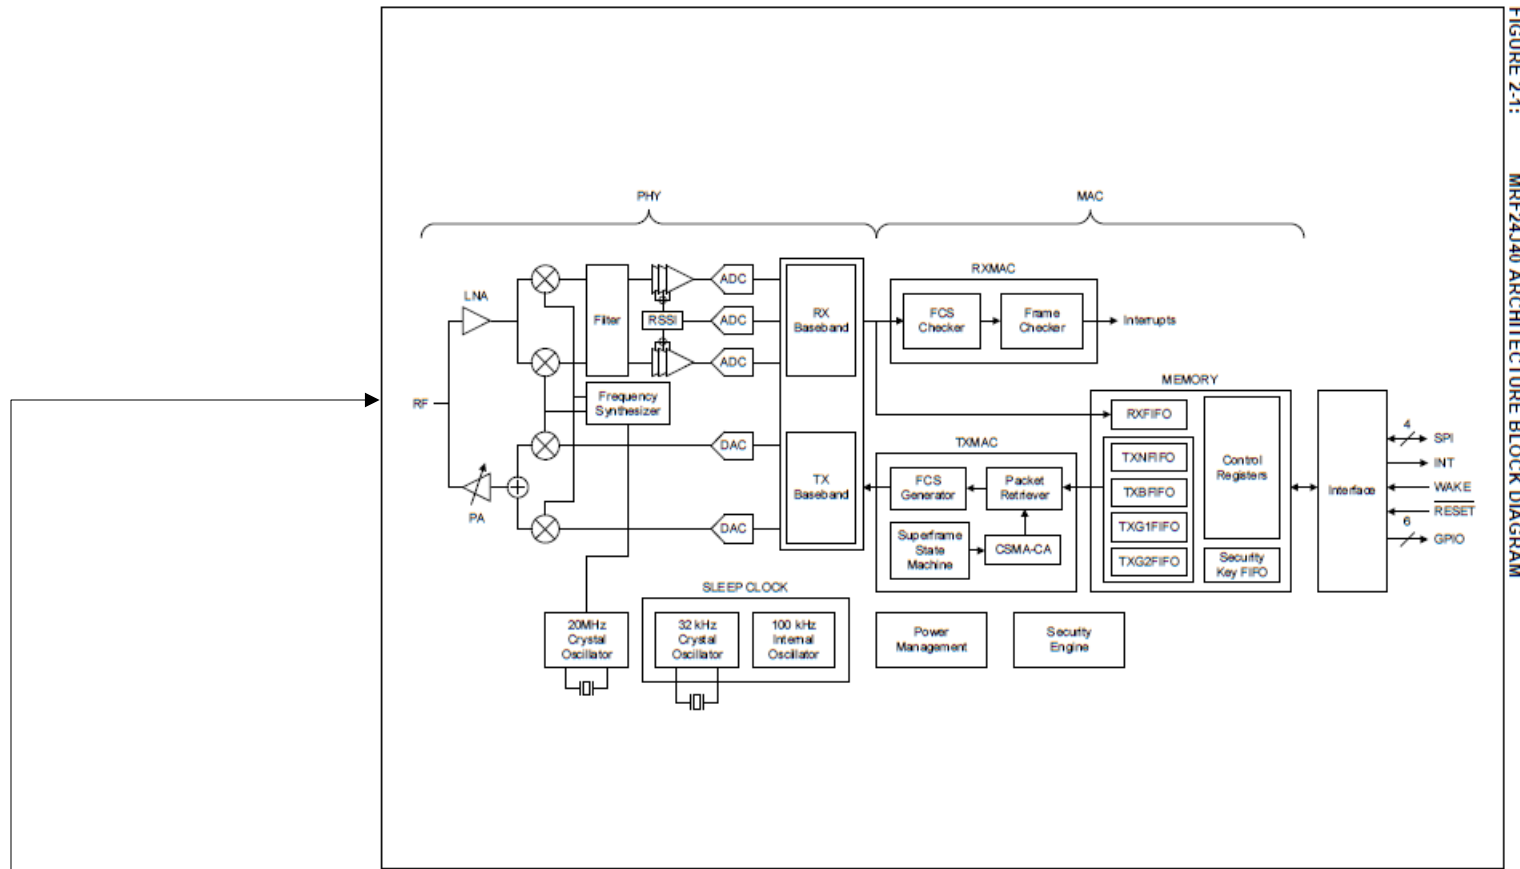 FIGURE 2-1: MRF24J40 ARCHITECTURE BLOCK DIAGRAM
PHY
MAC
RXMAC
LNA
ADC
Filter
RSSI
ADC
RX
Baseband
FCS
Checker
Frame
Checker
Interrupts
ADC
MEMORY
RF
Frequency
Synthesizer
RXFIFO
TXMAC
4
SPI
DAC
TXNFIFO
Control
Registers
INT
TX
Baseband
FCS
Generator
Packet
Retriever
TXBFIFO
Interface
WAKE
PA
RESET
DAC
TXG1FIFO
6
GPIO
Superframe
State
Machine
CSMA-CA
TXG2FIFO
Security
Key FIFO
SLEEP CLOCK
20MHz
Crystal
Oscillator
32 kHz
Crystal
Oscillator
100 kHz
Internal
Oscillator
Power
Management
Security
Engine